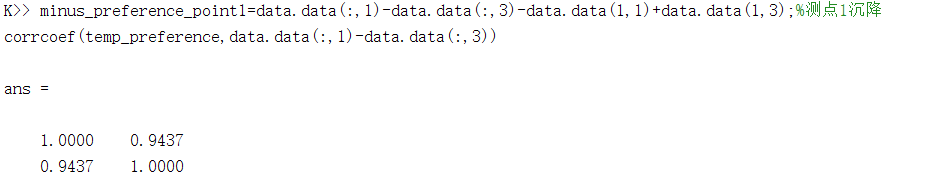 K>> minus_preference_point1=data.data(:,1)-data.data(:,3)-data.data(1,1)+data.data(1,3);%测点1沉降
corrcoef(temp_preference,data.data(:,1)-data.data(:,3))
ans =
1.0000 0.9437
0.9437 1.0000